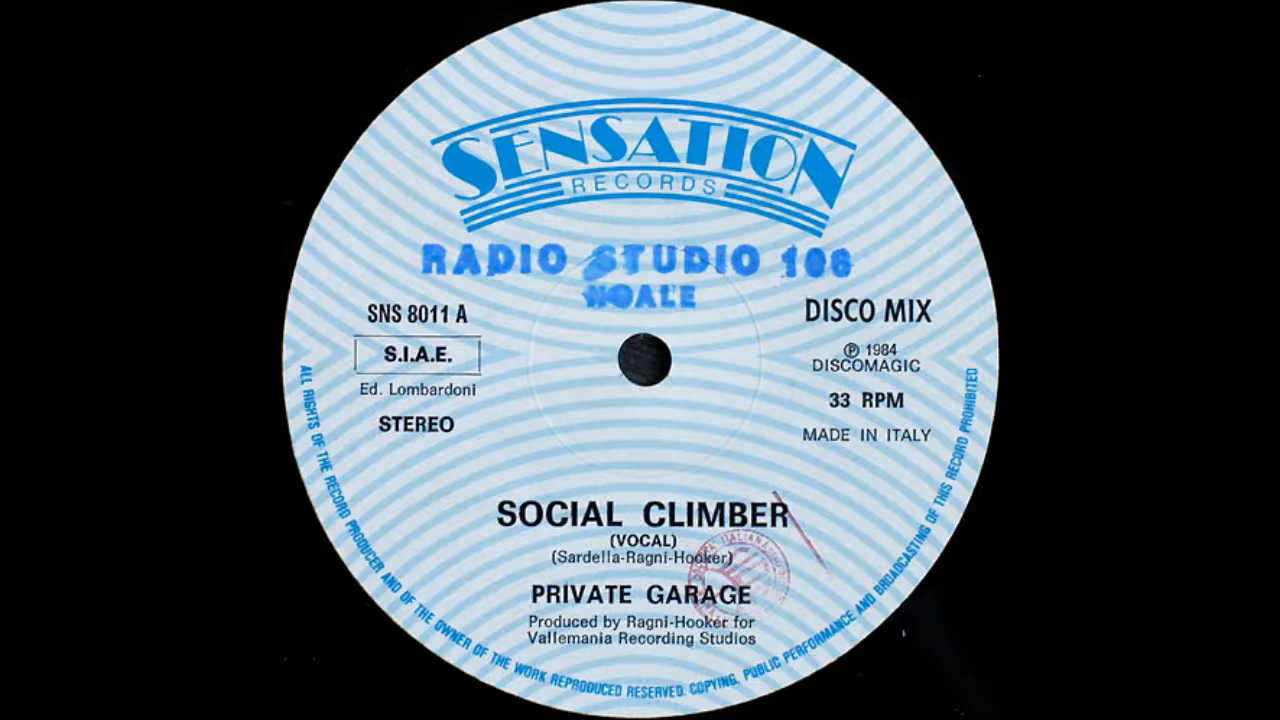 SENSATION
RECORDS
RADIO STUDIO 106
NOALE
SNS 8011 A
S.I.A.E.
Ed. Lombardoni
STEREO
DISCO MIX
Ⓟ 1984
DISCOMAGIC
33 RPM
MADE IN ITALY
SOCIAL CLIMBER
(VOCAL)
(Sardella-Ragni-Hooker)
PRIVATE GARAGE
Produced by Ragni-Hooker for
Vallemania Recording Studios
ALL RIGHTS OF THE RECORD PRODUCER AND OF THE OWNER OF THE WORK REPRODUCED RESERVED. COPYING, PUBLIC PERFORMANCE AND BROADCASTING OF THIS RECORD PROHIBITED